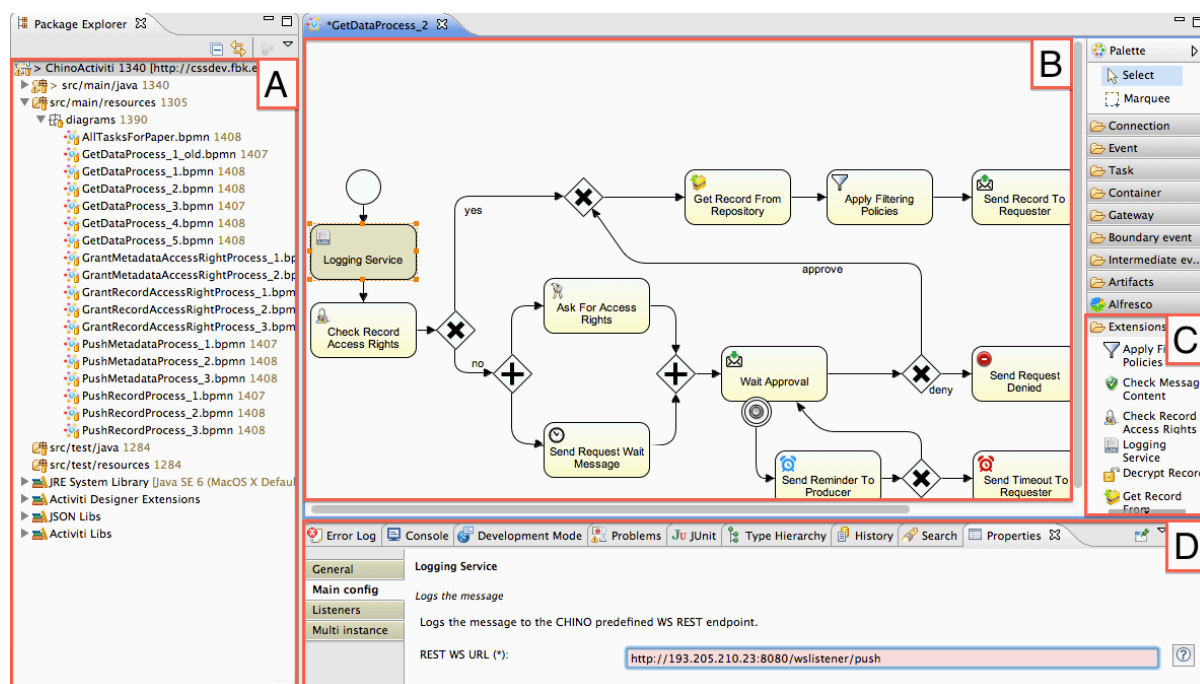 Package Explorer
> ChinoActiviti 1340 [http://cssdev.fbk.e
A
> src/main/java 1340
src/main/resources 1305
diagrams 1390
AllTasksForPaper.bpmn 1408
GetDataProcess_1_old.bpmn 1407
GetDataProcess_1.bpmn 1408
GetDataProcess_2.bpmn 1408
GetDataProcess_3.bpmn 1407
GetDataProcess_4.bpmn 1408
GetDataProcess_5.bpmn 1408
GrantMetadataAccessRightProcess_1.bp
GrantMetadataAccessRightProcess_2.bp
GrantRecordAccessRightProcess_1.bpm
GrantRecordAccessRightProcess_2.bpm
GrantRecordAccessRightProcess_3.bpm
PushMetadataProcess_1.bpmn 1407
PushMetadataProcess_2.bpmn 1408
PushMetadataProcess_3.bpmn 1408
PushRecordProcess_1.bpmn 1407
PushRecordProcess_2.bpmn 1408
PushRecordProcess_3.bpmn 1408
src/test/java 1284
src/test/resources 1284
JRE System Library [Java SE 6 (MacOS X Defaul
Activiti Designer Extensions
JSON Libs
Activiti Libs
*GetDataProcess_2
B
Logging Service
Check Record
Access Rights
yes
no
Get Record From
Repository
Apply Filtering
Policies
Send Record To
Requester
approve
Ask For Access
Rights
Send Request Wait
Message
Wait Approval
deny
Send Request
Denied
Send Reminder To
Producer
Send Timeout To
Requester
Palette
Select
Marquee
Connection
Event
Task
Container
Gateway
Boundary event
Intermediate ev...
Artifacts
Alfresco
Extensions
C
Apply Fi
Policies
Check Messag
Content
Check Record
Access Rights
Logging
Service
Decrypt Record
Get Record
From
Error Log
Console
Development Mode
Problems
JUnit
Type Hierarchy
History
Search
Properties
D
General
Main config
Listeners
Multi instance
Logging Service
Logs the message
Logs the message to the CHINO predefined WS REST endpoint.
REST WS URL (*):
http://193.205.210.23:8080/wslistener/push